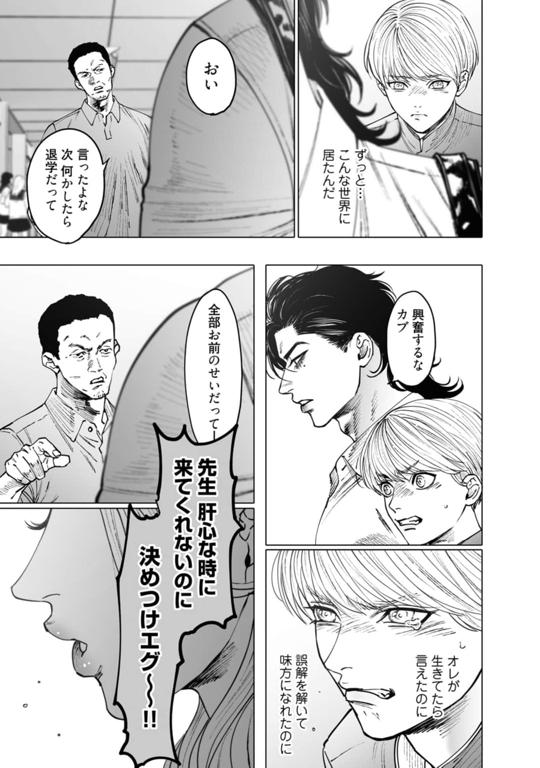 ずっと…
こんな世界に
居たんだ
おい
言ったよな
次 何かしたら
退学だって
興奮するな
カブ
全部お前のせいだってー
先生 肝心な時に
来てくれないのに
決めつけエグ〜〜!!
オレが
生きてたら
言えたのに
誤解を解いて
味方になれたのに